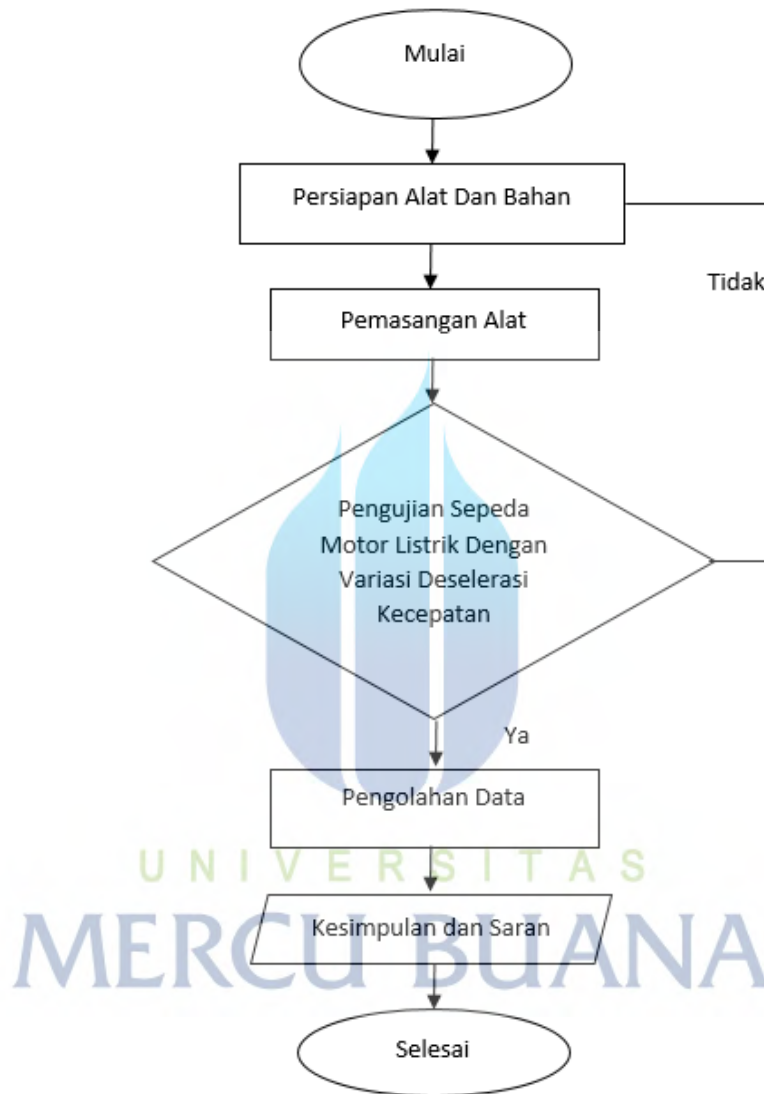 Mulai
Persiapan Alat Dan Bahan
Tidak
Pemasangan Alat
Pengujian Sepeda
Motor Listrik Dengan
Variasi Deselerasi
Kecepatan
Ya
Pengolahan Data
UNIVERSITAS
Kesimpulan dan Saran
MERCU BUANA
Selesai